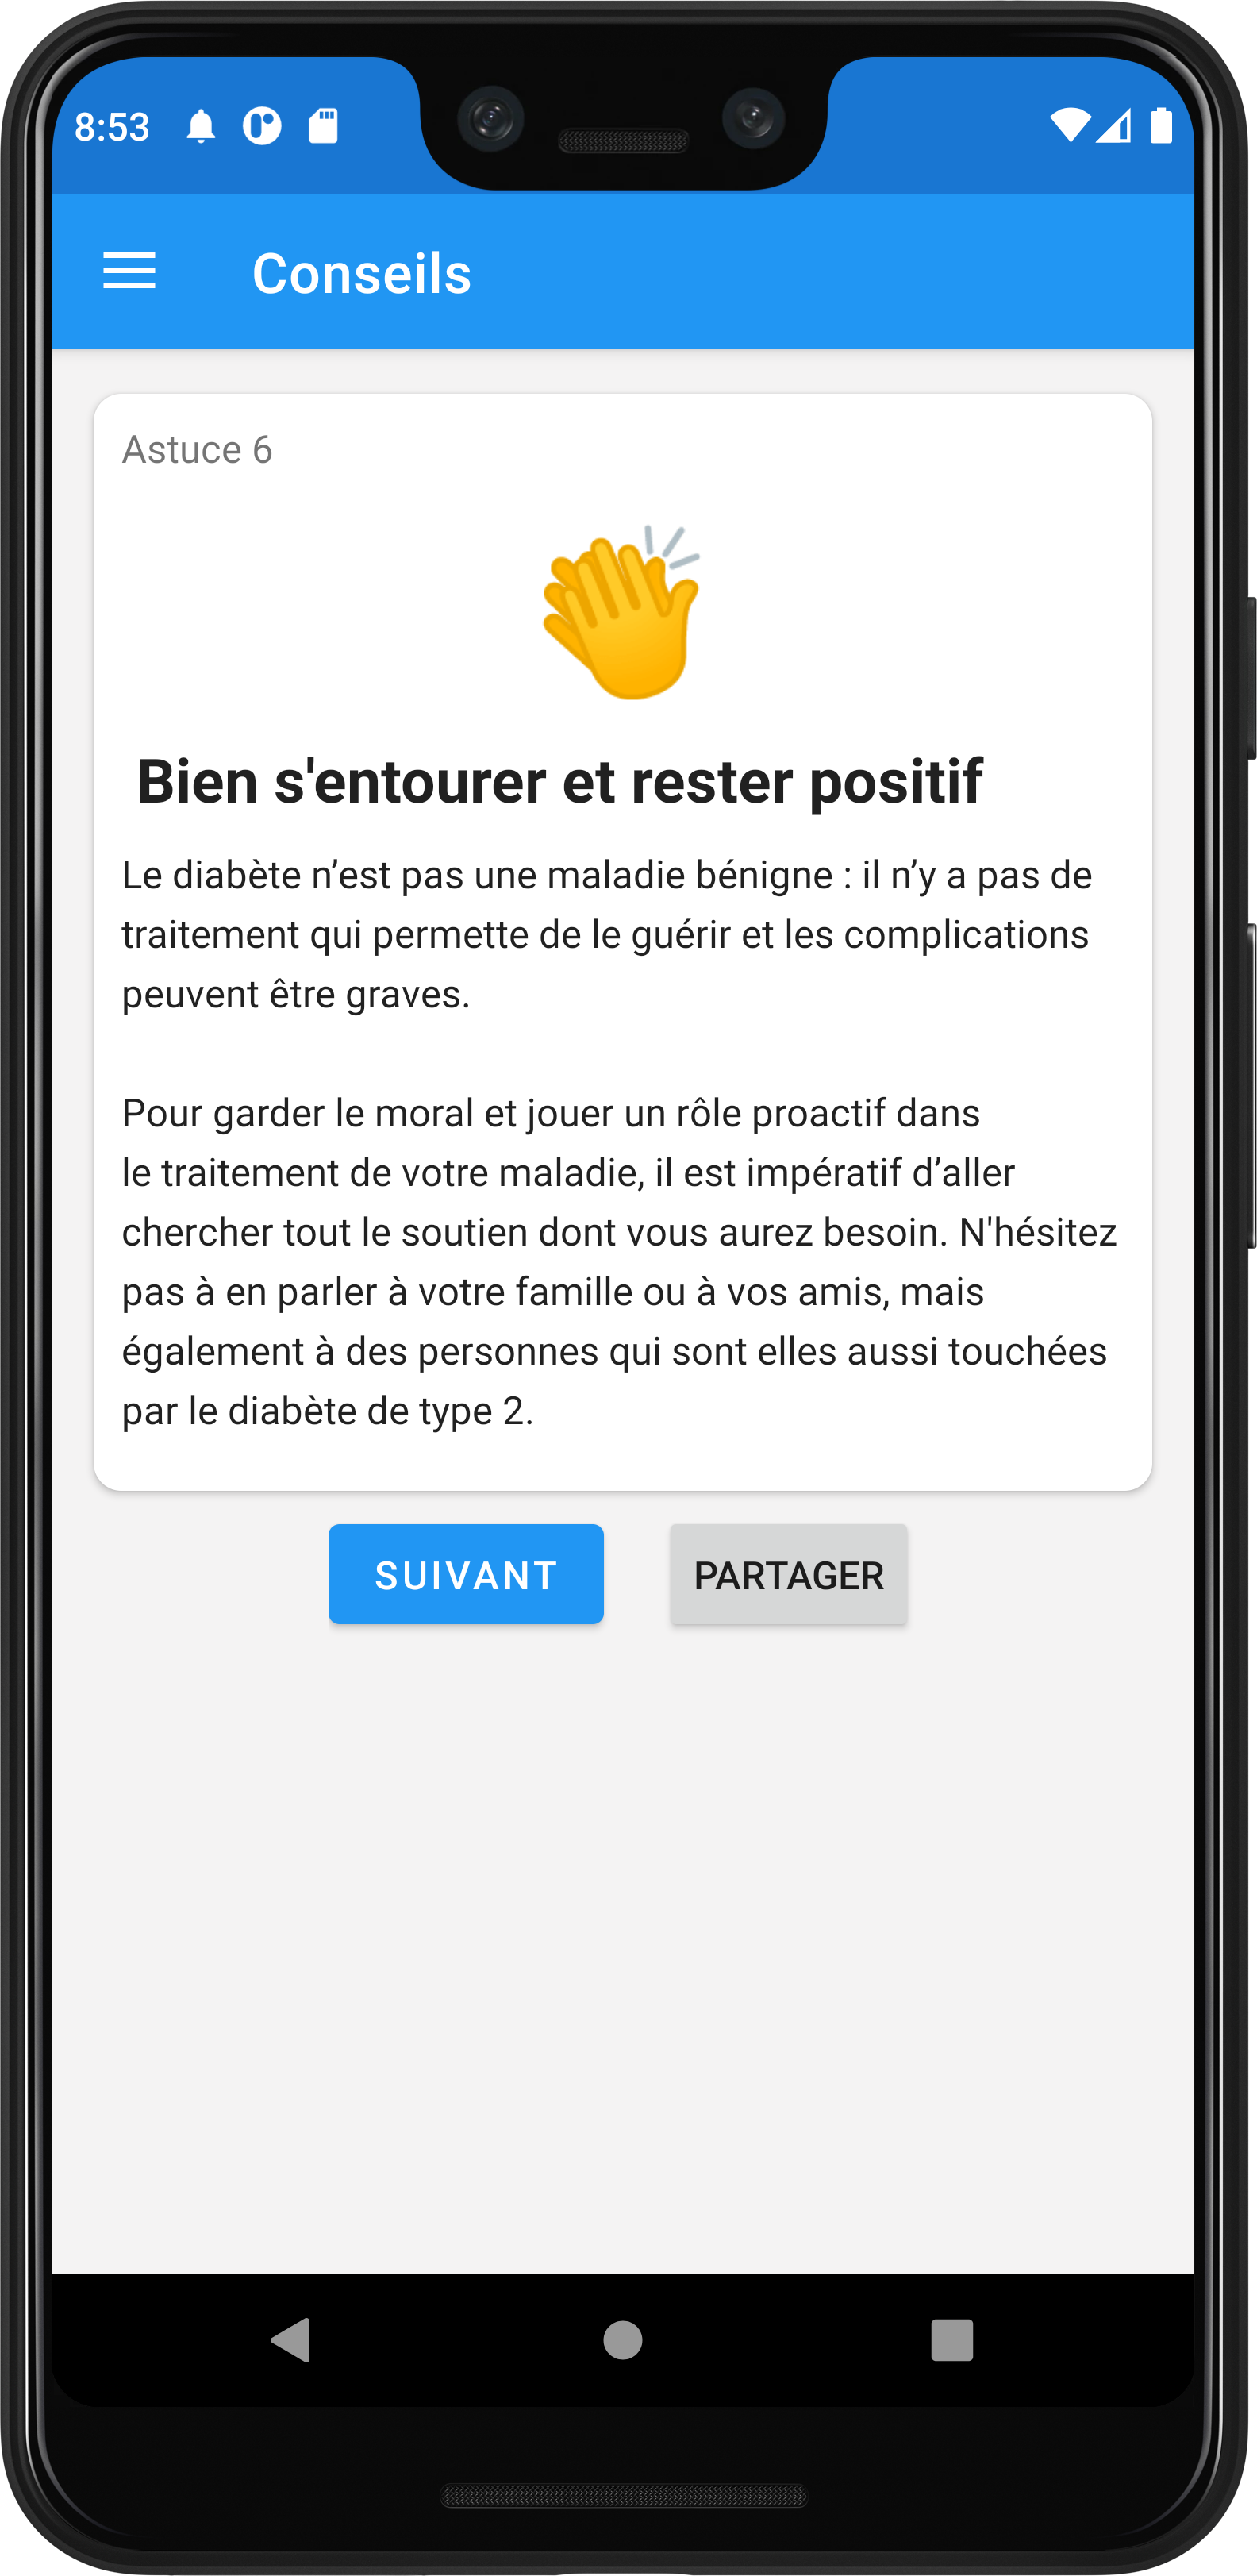 8:53
Conseils
Astuce 6
Bien s'entourer et rester positif
Le diabète n’est pas une maladie bénigne : il n’y a pas de
traitement qui permette de le guérir et les complications
peuvent être graves.
Pour garder le moral et jouer un rôle proactif dans
le traitement de votre maladie, il est impératif d’aller
chercher tout le soutien dont vous aurez besoin. N'hésitez
pas à en parler à votre famille ou à vos amis, mais
également à des personnes qui sont elles aussi touchées
par le diabète de type 2.
SUIVANT
PARTAGER